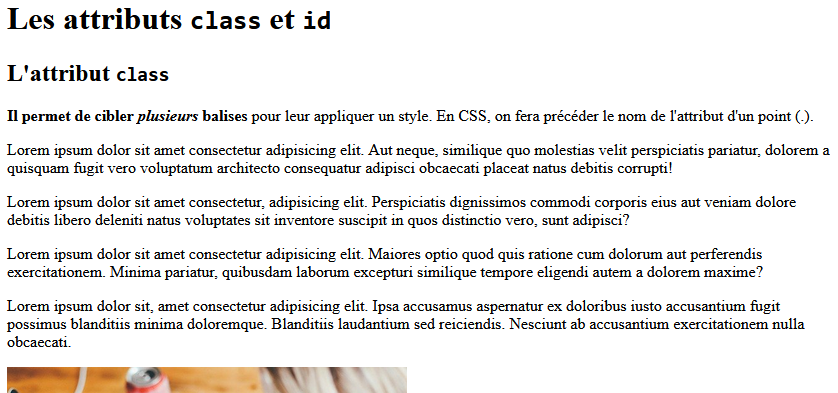 Les attributs class et id
L'attribut class
Il permet de cibler plusieurs balises pour leur appliquer un style. En CSS, on fera précéder le nom de l'attribut d'un point (.).
Lorem ipsum dolor sit amet consectetur adipisicing elit. Aut neque, similique quo molestias velit perspiciatis pariatur, dolorem a
quisquam fugit vero voluptatum architecto consequatur adipisci obcaecati placeat natus debitis corrupti!
Lorem ipsum dolor sit amet consectetur, adipisicing elit. Perspiciatis dignissimos commodi corporis eius aut veniam dolore
debitis libero deleniti natus voluptates sit inventore suscipit in quos distinctio vero, sunt adipisci?
Lorem ipsum dolor sit amet consectetur adipisicing elit. Maiores optio quod quis ratione cum dolorum aut perferendis
exercitationem. Minima pariatur, quibusdam laborum excepturi similique tempore eligendi autem a dolorem maxime?
Lorem ipsum dolor sit, amet consectetur adipisicing elit. Ipsa accusamus aspernatur ex doloribus iusto accusantium fugit
possimus blanditiis minima doloremque. Blanditiis laudantium sed reiciendis. Nesciunt ab accusantium exercitationem nulla
obcaecati.